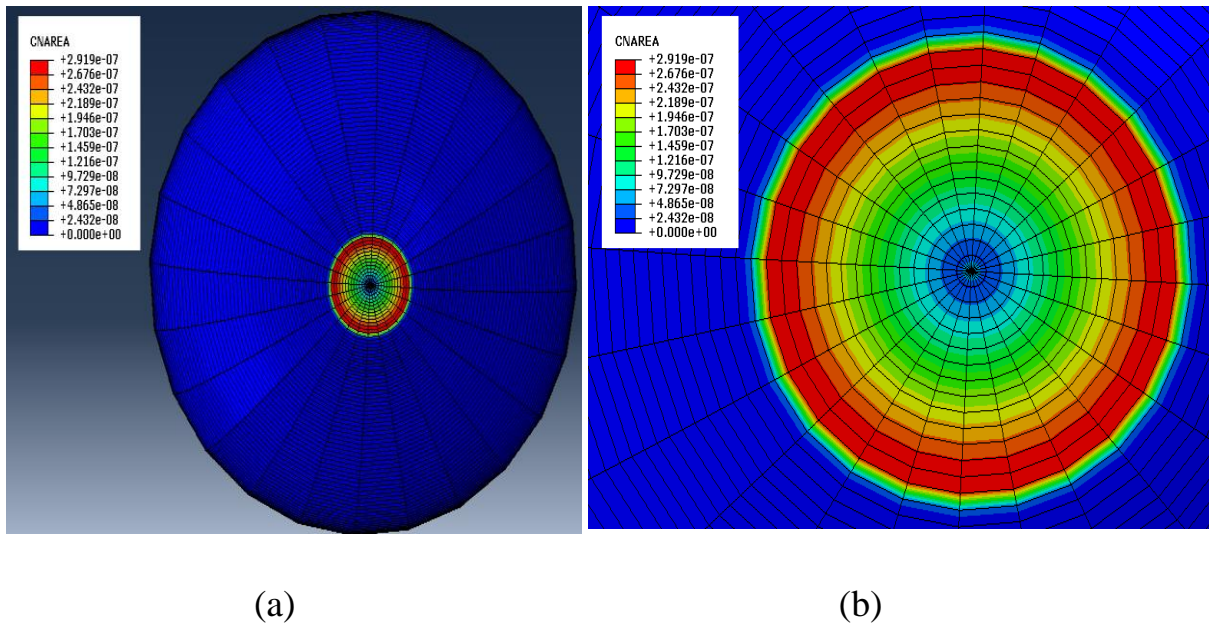 CNAREA
+2.919e-07
+2.676e-07
+2.432e-07
+2.189e-07
+1.946e-07
+1.703e-07
+1.459e-07
+1.216e-07
+9.729e-08
+7.297e-08
+4.865e-08
+2.432e-08
+0.000e+00
CNAREA
+2.919e-07
+2.676e-07
+2.432e-07
+2.189e-07
+1.946e-07
+1.703e-07
+1.459e-07
+1.216e-07
+9.729e-08
+7.297e-08
+4.865e-08
+2.432e-08
+0.000e+00
(a)
(b)